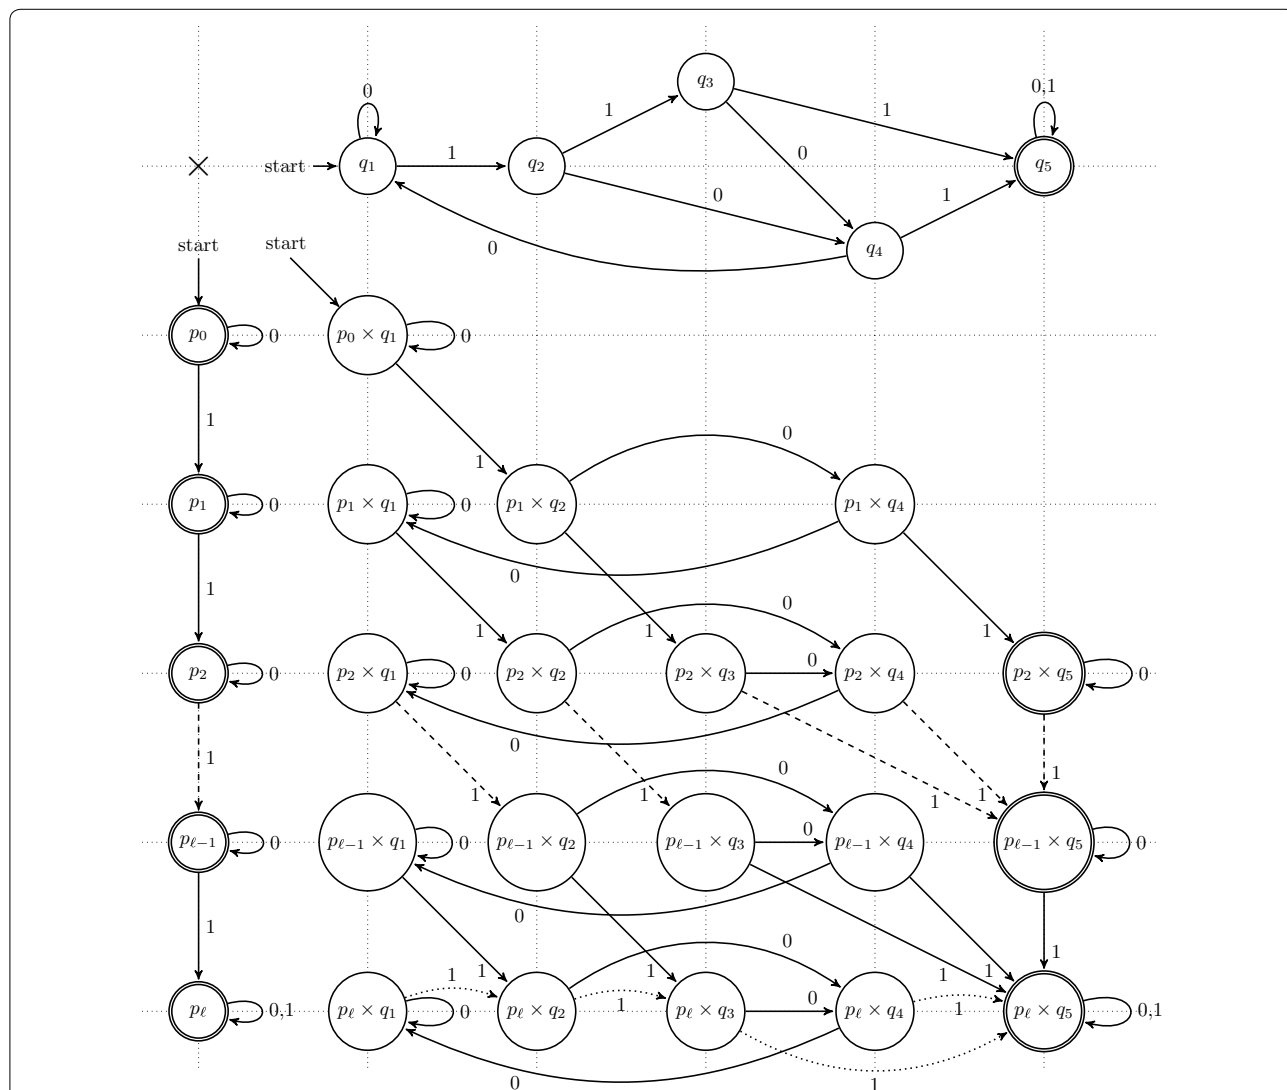 0 0,1
q₃
1 1
× start q₁ 1 q₂ 0 q₅
0 1
start start 0 q₄
p₀ 0 p₀ × q₁ 0
1 0
1
p₁ 0 p₁ × q₁ 0 p₁ × q₂ p₁ × q₄
0
1 0
1 1 1
p₂ 0 p₂ × q₁ 0 p₂ × q₂ p₂ × q₃ 0 p₂ × q₄ p₂ × q₅ 0
0
1 0 1
1 1 1 1
pℓ₋₁ 0 pℓ₋₁ × q₁ 0 pℓ₋₁ × q₂ pℓ₋₁ × q₃ 0 pℓ₋₁ × q₄ pℓ₋₁ × q₅ 0
0
1 0 1
1 1 1 1 1
pℓ 0,1 pℓ × q₁ 0 pℓ × q₂ 1 pℓ × q₃ 0 pℓ × q₄ 1 pℓ × q₅ 0,1
0 1